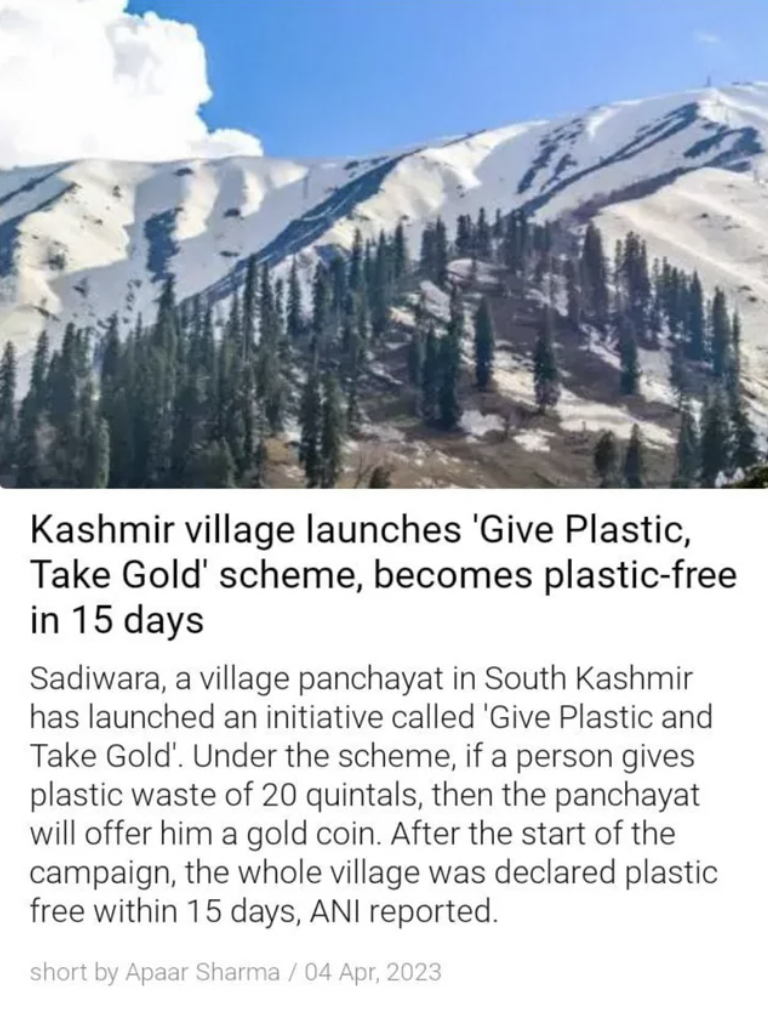 Kashmir village launches 'Give Plastic,
Take Gold' scheme, becomes plastic-free
in 15 days
Sadiwara, a village panchayat in South Kashmir
has launched an initiative called 'Give Plastic and
Take Gold'. Under the scheme, if a person gives
plastic waste of 20 quintals, then the panchayat
will offer him a gold coin. After the start of the
campaign, the whole village was declared plastic
free within 15 days, ANI reported.
short by Apaar Sharma / 04 Apr, 2023